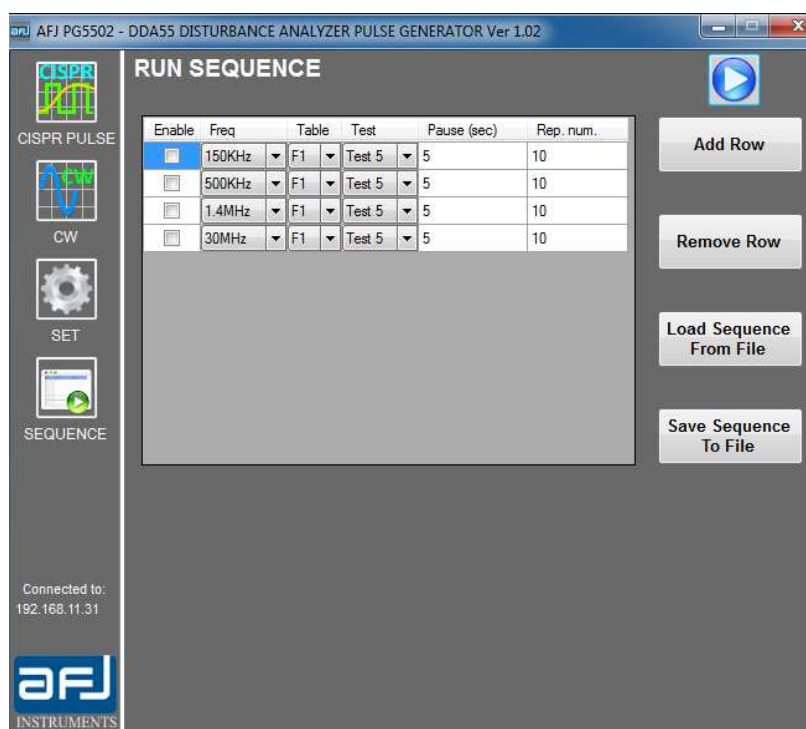 AFJ PG5502 - DDA55 DISTURBANCE ANALYZER PULSE GENERATOR Ver 1.02
CISPR
CISPR PULSE
CW
CW
SET
SEQUENCE
Connected to:
192.168.11.31
afj
INSTRUMENTS
RUN SEQUENCE
Enable Freq Table Test Pause (sec) Rep. num.
150KHz F1 Test 5 5 10
500KHz F1 Test 5 5 10
1.4MHz F1 Test 5 5 10
30MHz F1 Test 5 5 10
Add Row
Remove Row
Load Sequence
From File
Save Sequence
To File